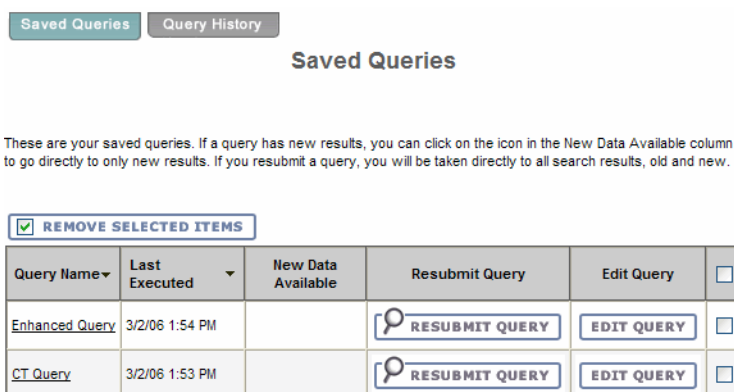 Saved Queries Query History
Saved Queries
These are your saved queries. If a query has new results, you can click on the icon in the New Data Available column
to go directly to only new results. If you resubmit a query, you will be taken directly to all search results, old and new.
REMOVE SELECTED ITEMS
Query Name Last Executed New Data Available Resubmit Query Edit Query
Enhanced Query 3/2/06 1:54 PM RESUBMIT QUERY EDIT QUERY
CT Query 3/2/06 1:53 PM RESUBMIT QUERY EDIT QUERY